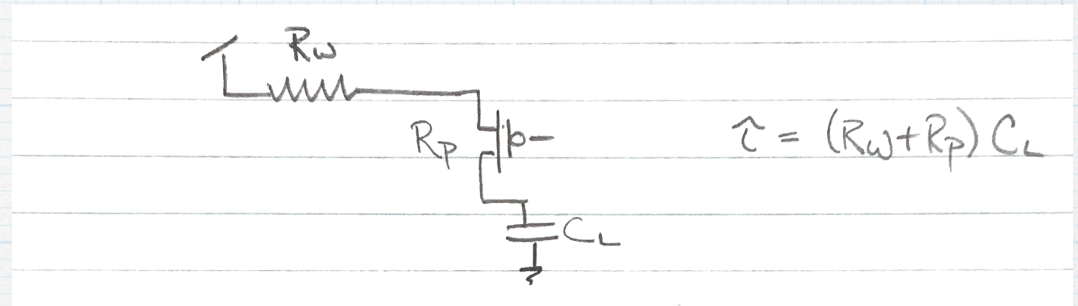 Rw
Rp
τ = (Rw+Rp) CL
CL